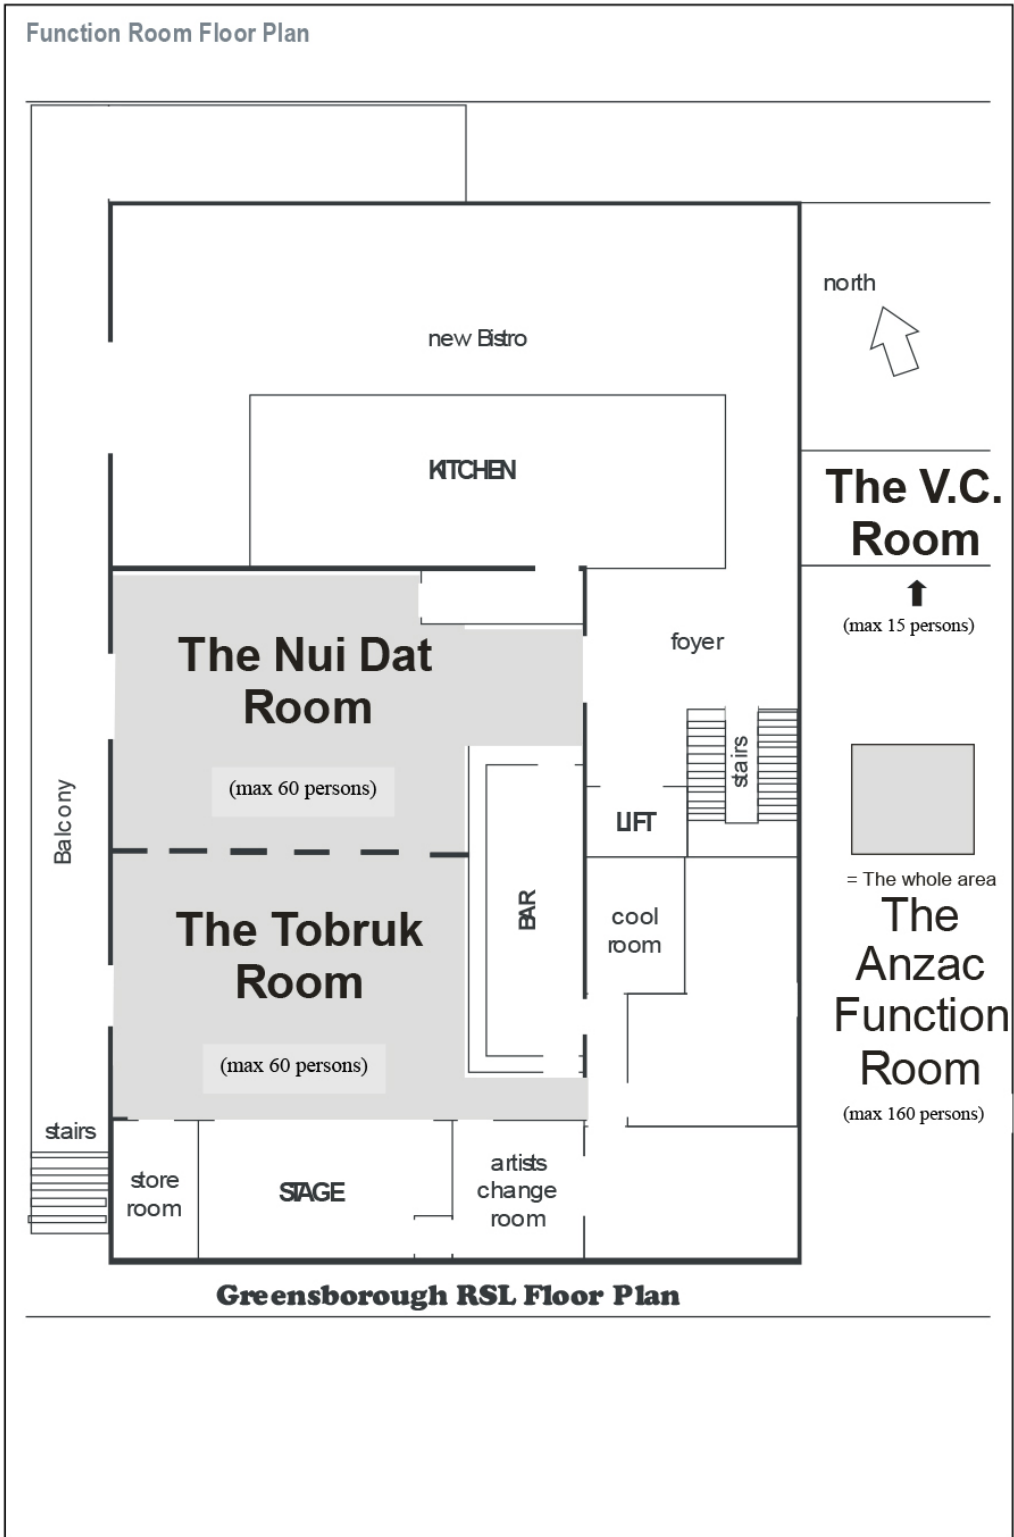 Function Room Floor Plan
north
new Bistro
KITCHEN
The V.C.
Room
(max 15 persons)
The Nui Dat
Room
(max 60 persons)
foyer
stairs
LIFT
Balcony
BAR
cool
room
= The whole area
The
Anzac
Function
Room
(max 160 persons)
The Tobruk
Room
(max 60 persons)
stairs
store
room
STAGE
artists
change
room
Greensborough RSL Floor Plan